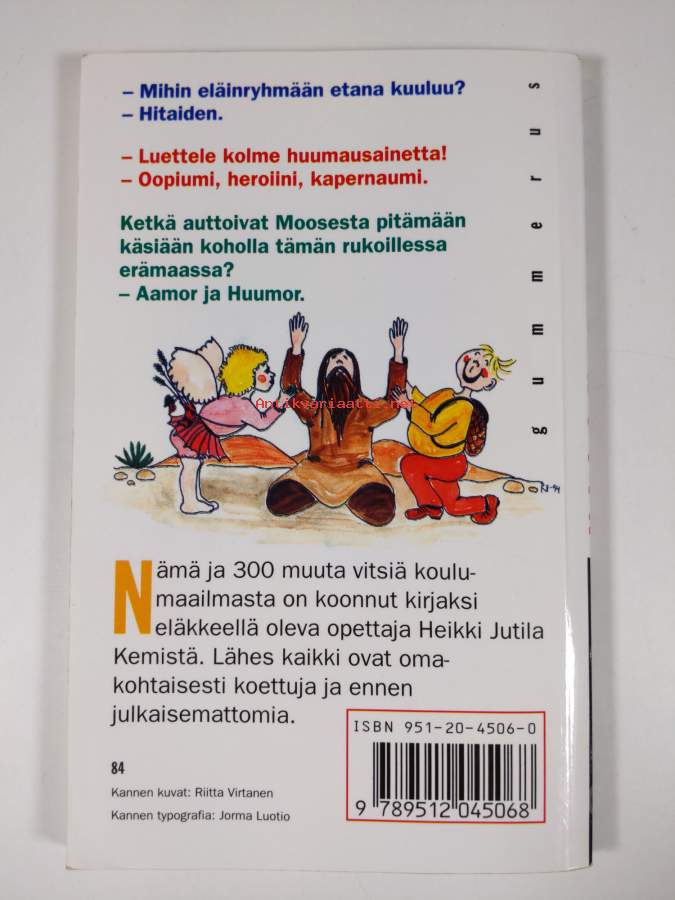 – Mihin eläinryhmään etana kuuluu?
– Hitaiden.
– Luettele kolme huumausainetta!
– Oopiumi, heroiini, kapernaumi.
Ketkä auttoivat Moosesta pitämään
käsiään koholla tämän rukoillessa
erämaassa?
– Aamor ja Huumor.
gummerus
Antikvariaatti.net
Nämä ja 300 muuta vitsiä koulu-
maailmasta on koonnut kirjaksi
eläkkeellä oleva opettaja Heikki Jutila
Kemistä. Lähes kaikki ovat oma-
kohtaisesti koettuja ja ennen
julkaisemattomia.
84
Kannen kuvat: Riitta Virtanen
Kannen typografia: Jorma Luotio
ISBN 951-20-4506-0
9 789512 045068